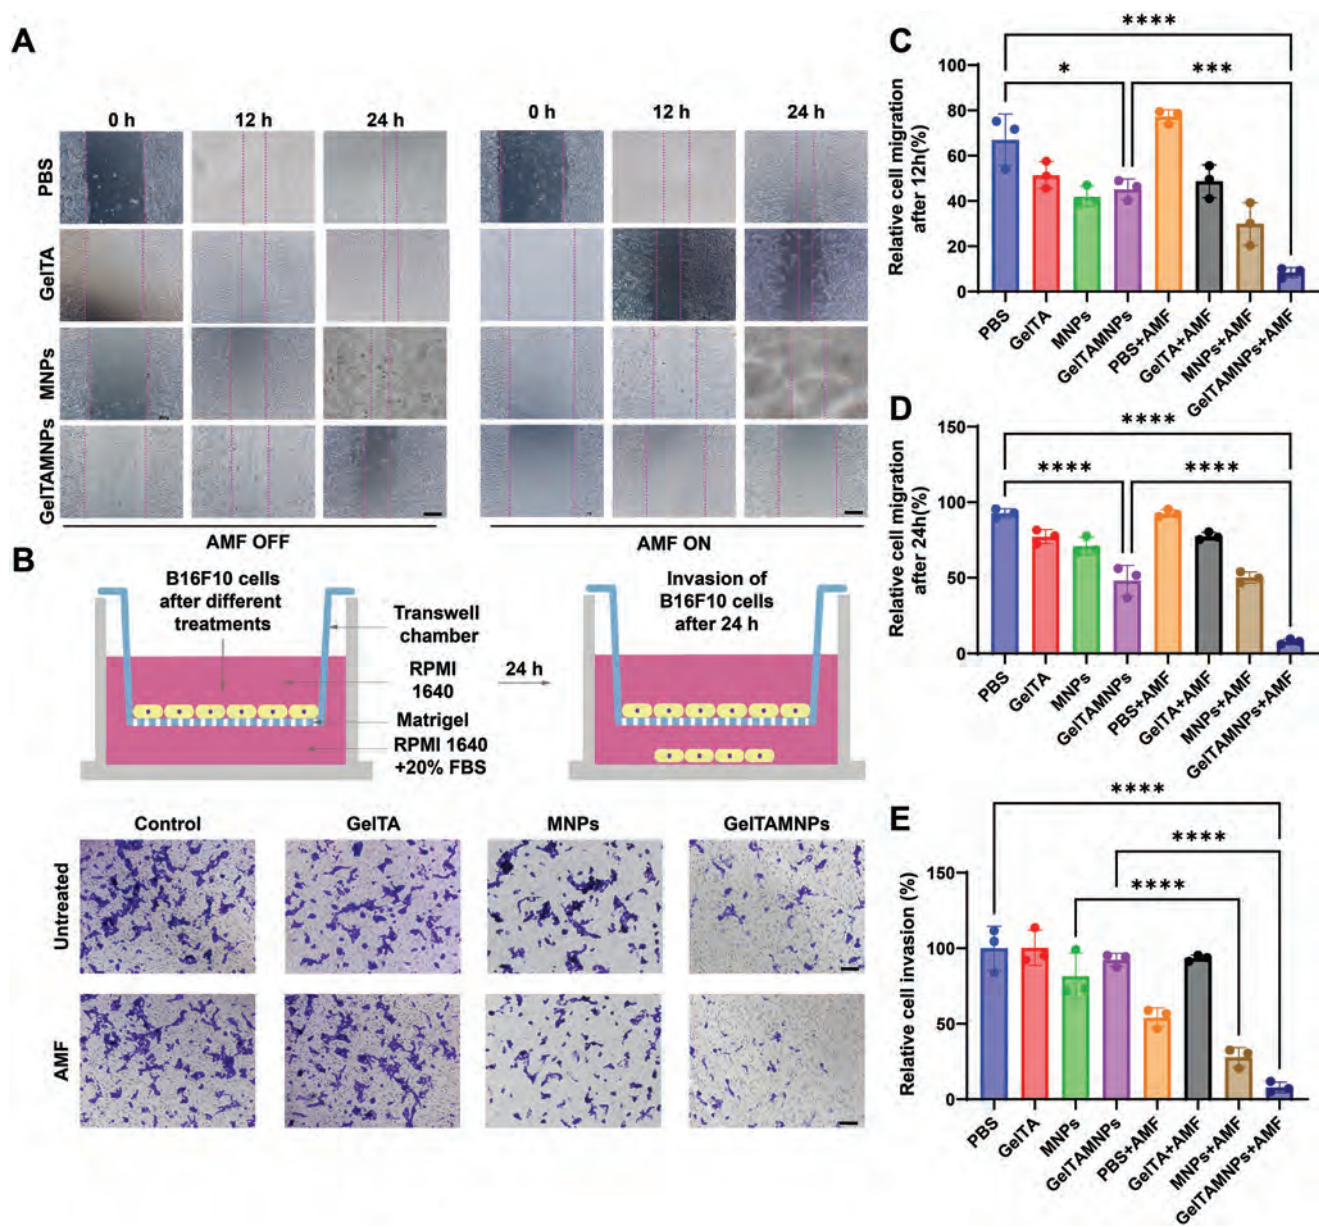 A
0 h 12 h 24 h 0 h 12 h 24 h
PBS
GelTA
MNPs
GelTAMNPs
AMF OFF AMF ON
B
B16F10 cells
after different
treatments
Transwell
chamber
RPMI
1640
Matrigel
RPMI 1640
+20% FBS
24 h
Invasion of
B16F10 cells
after 24 h
Control GelTA MNPs GelTAMNPs
Untreated
AMF
C
Relative cell migration
after 12h(%)
100
80
60
40
20
0
****
* ***
PBS
GelTA
MNPs
GelTAMNPs
PBS+AMF
GelTA+AMF
MNPs+AMF
GelTAMNPs+AMF
D
Relative cell migration
after 24h(%)
150
100
50
0
****
**** ****
PBS
GelTA
MNPs
GelTAMNPs
PBS+AMF
GelTA+AMF
MNPs+AMF
GelTAMNPs+AMF
E
Relative cell invasion (%)
150
100
50
0
****
****
****
PBS
GelTA
MNPs
GelTAMNPs
PBS+AMF
GelTA+AMF
MNPs+AMF
GelTAMNPs+AMF